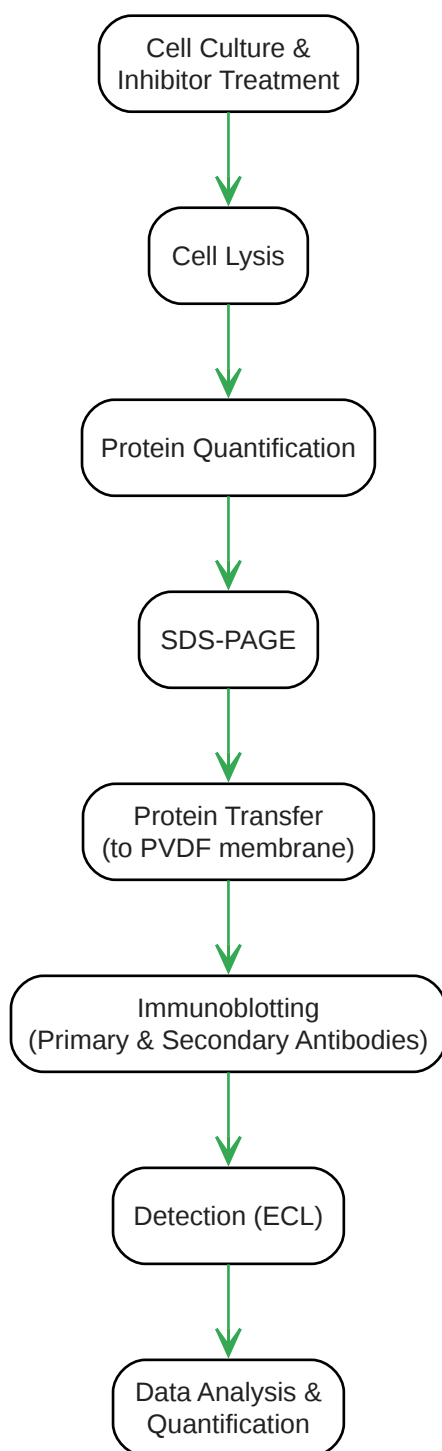 Cell Culture &
Inhibitor Treatment
Cell Lysis
Protein Quantification
SDS-PAGE
Protein Transfer
(to PVDF membrane)
Immunoblotting
(Primary & Secondary Antibodies)
Detection (ECL)
Data Analysis &
Quantification